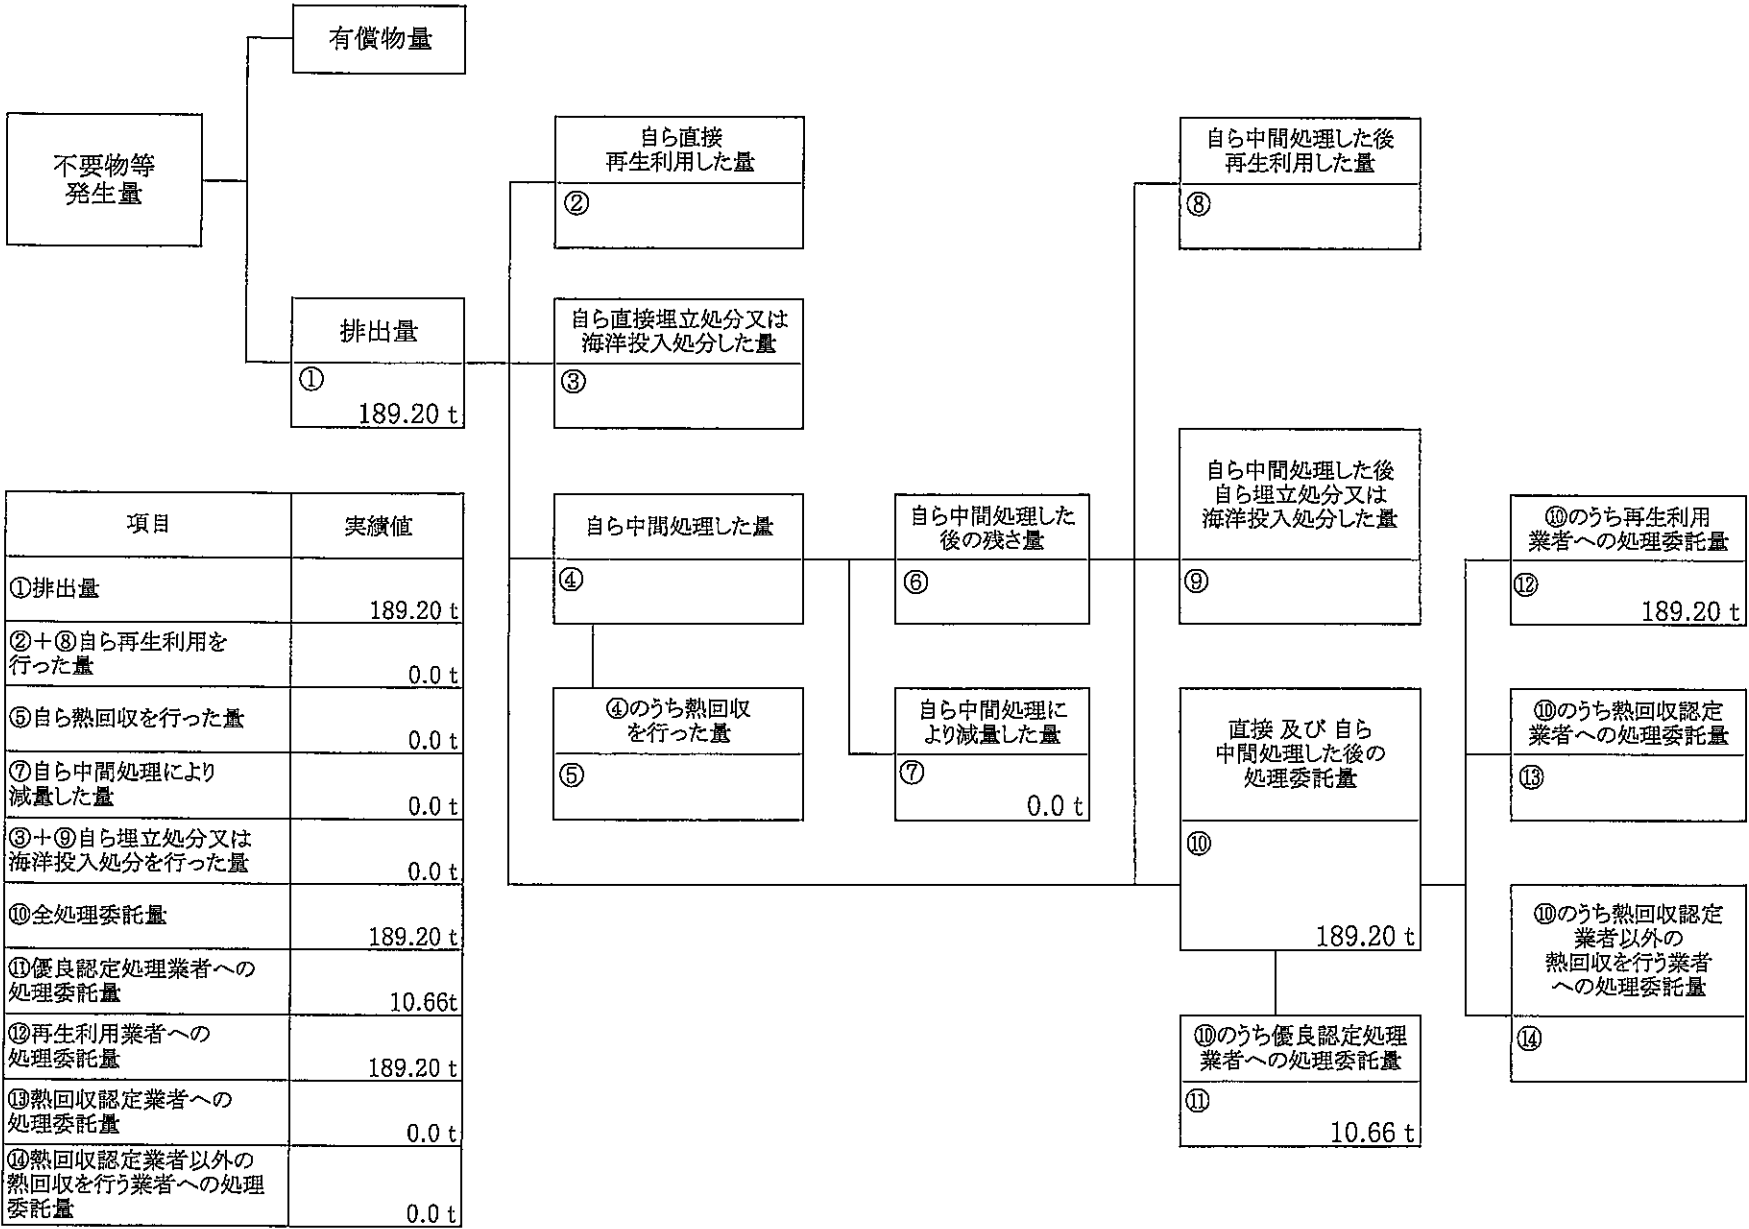 有償物量
不要物等
発生量
排出量
①
189.20 t
自ら直接
再生利用した量
②
自ら直接埋立処分又は
海洋投入処分した量
③
自ら中間処理した量
④
④のうち熱回収
を行った量
⑤
自ら中間処理した
後の残さ量
⑥
自ら中間処理に
より減量した量
⑦
0.0 t
自ら中間処理した後
再生利用した量
⑧
自ら中間処理した後
自ら埋立処分又は
海洋投入処分した量
⑨
直接 及び 自ら
中間処理した後の
処理委託量
⑩
189.20 t
⑩のうち優良認定処理
業者への処理委託量
⑪
10.66 t
⑩のうち再生利用
業者への処理委託量
⑫
189.20 t
⑩のうち熱回収認定
業者への処理委託量
⑬
⑩のうち熱回収認定
業者以外の
熱回収を行う業者
への処理委託量
⑭
項目 実績値
①排出量
189.20 t
②+⑧自ら再生利用を
行った量
0.0 t
⑤自ら熱回収を行った量
0.0 t
⑦自ら中間処理により
減量した量
0.0 t
③+⑨自ら埋立処分又は
海洋投入処分を行った量
0.0 t
⑩全処理委託量
189.20 t
⑪優良認定処理業者への
処理委託量
10.66t
⑫再生利用業者への
処理委託量
189.20 t
⑬熱回収認定業者への
処理委託量
0.0 t
⑭熱回収認定業者以外の
熱回収を行う業者への処理
委託量
0.0 t